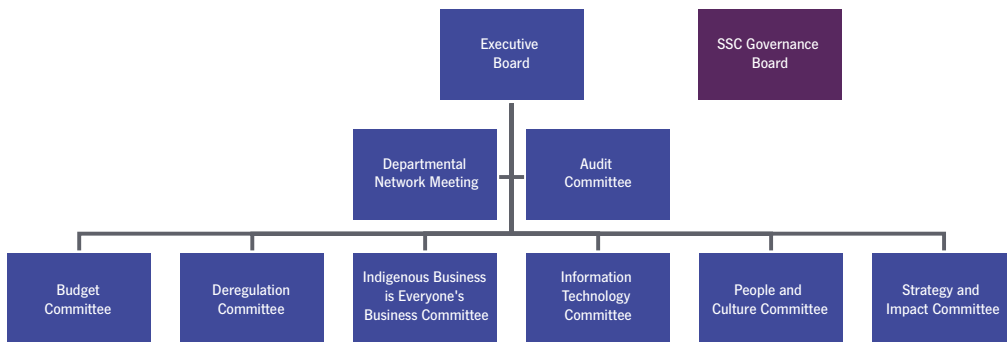 Executive
Board
SSC Governance
Board
Departmental
Network Meeting
Audit
Committee
Budget
Committee
Deregulation
Committee
Indigenous Business
is Everyone's
Business Committee
Information
Technology
Committee
People and
Culture Committee
Strategy and
Impact Committee